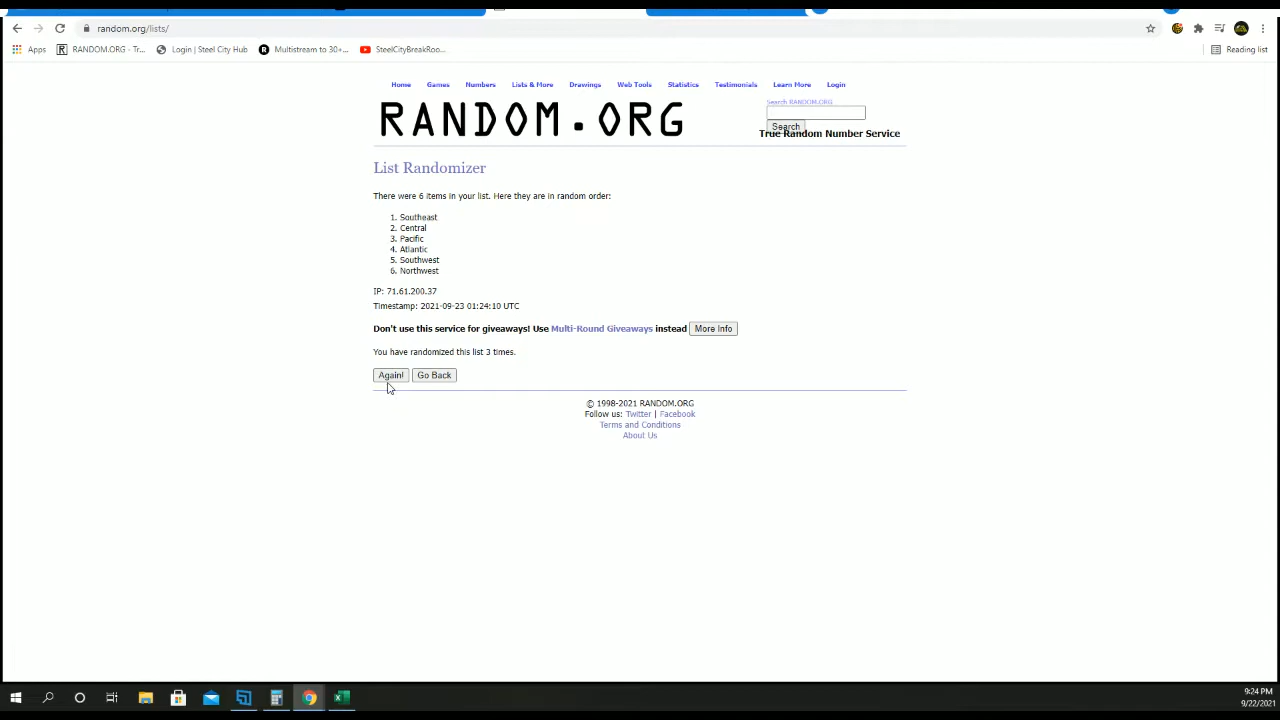 random.org/lists/
Apps RANDOM.ORG - Tr... Login | Steel City Hub Multistream to 30+... SteelCityBreakRoo... Reading list
Home Games Numbers Lists & More Drawings Web Tools Statistics Testimonials Learn More Login
Search RANDOM.ORG
RANDOM.ORG
Search
True Random Number Service
List Randomizer
There were 6 items in your list. Here they are in random order:
1. Southeast
2. Central
3. Pacific
4. Atlantic
5. Southwest
6. Northwest
IP: 71.61.200.37
Timestamp: 2021-09-23 01:24:10 UTC
Don't use this service for giveaways! Use Multi-Round Giveaways instead More Info
You have randomized this list 3 times.
Again! Go Back
© 1998-2021 RANDOM.ORG
Follow us: Twitter | Facebook
Terms and Conditions
About Us
9:24 PM
9/22/2021